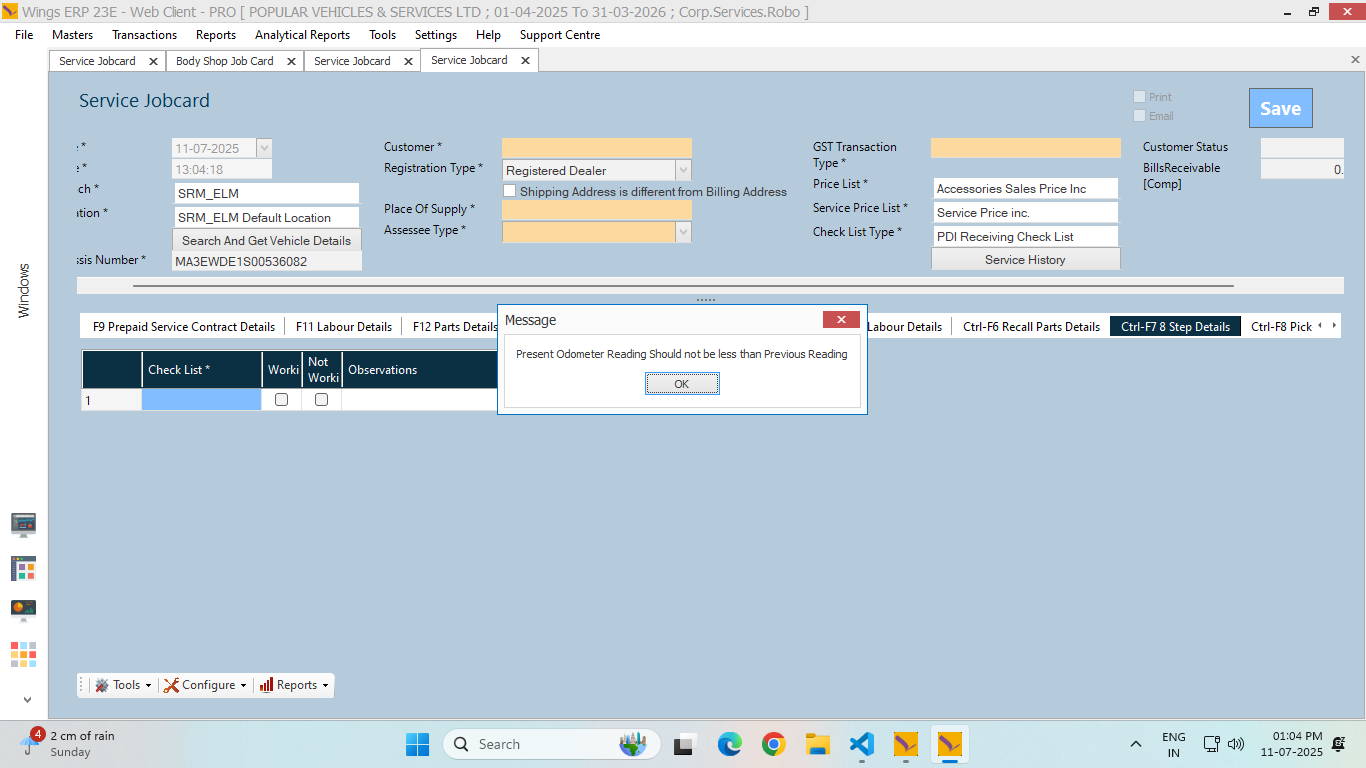 Wings ERP 23E - Web Client - PRO [ POPULAR VEHICLES & SERVICES LTD ; 01-04-2025 To 31-03-2026 ; Corp.Services.Robo ]
File Masters Transactions Reports Analytical Reports Tools Settings Help Support Centre
Service Jobcard Body Shop Job Card Service Jobcard Service Jobcard
Service Jobcard
Print
Email
Save
* 11-07-2025 Customer * GST Transaction Type * Customer Status
* 13:04:18 Registration Type * Registered Dealer BillsReceivable [Comp] 0.
ch * SRM_ELM Shipping Address is different from Billing Address Price List * Accessories Sales Price Inc
ation * SRM_ELM Default Location Place Of Supply * Service Price List * Service Price inc.
Search And Get Vehicle Details Assessee Type * Check List Type * PDI Receiving Check List
ssis Number * MA3EWDE1S00536082 Service History
Windows
F9 Prepaid Service Contract Details F11 Labour Details F12 Parts Details Labour Details Ctrl-F6 Recall Parts Details Ctrl-F7 8 Step Details Ctrl-F8 Pick
Message
Present Odometer Reading Should not be less than Previous Reading
OK
Check List * Worki Not Worki Observations
1
Tools Configure Reports
4 2 cm of rain
Sunday
Search
ENG
IN
01:04 PM
11-07-2025